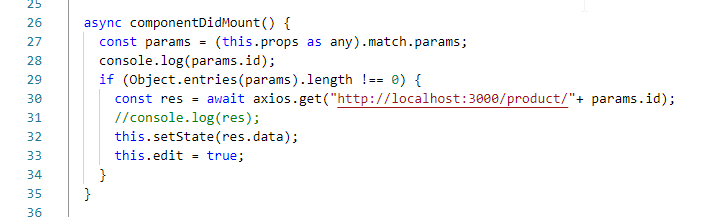 25
26 async componentDidMount() {
27 const params = (this.props as any).match.params;
28 console.log(params.id);
29 if (Object.entries(params).length !== 0) {
30 const res = await axios.get("http://localhost:3000/product/"+ params.id);
31 //console.log(res);
32 this.setState(res.data);
33 this.edit = true;
34 }
35 }
36